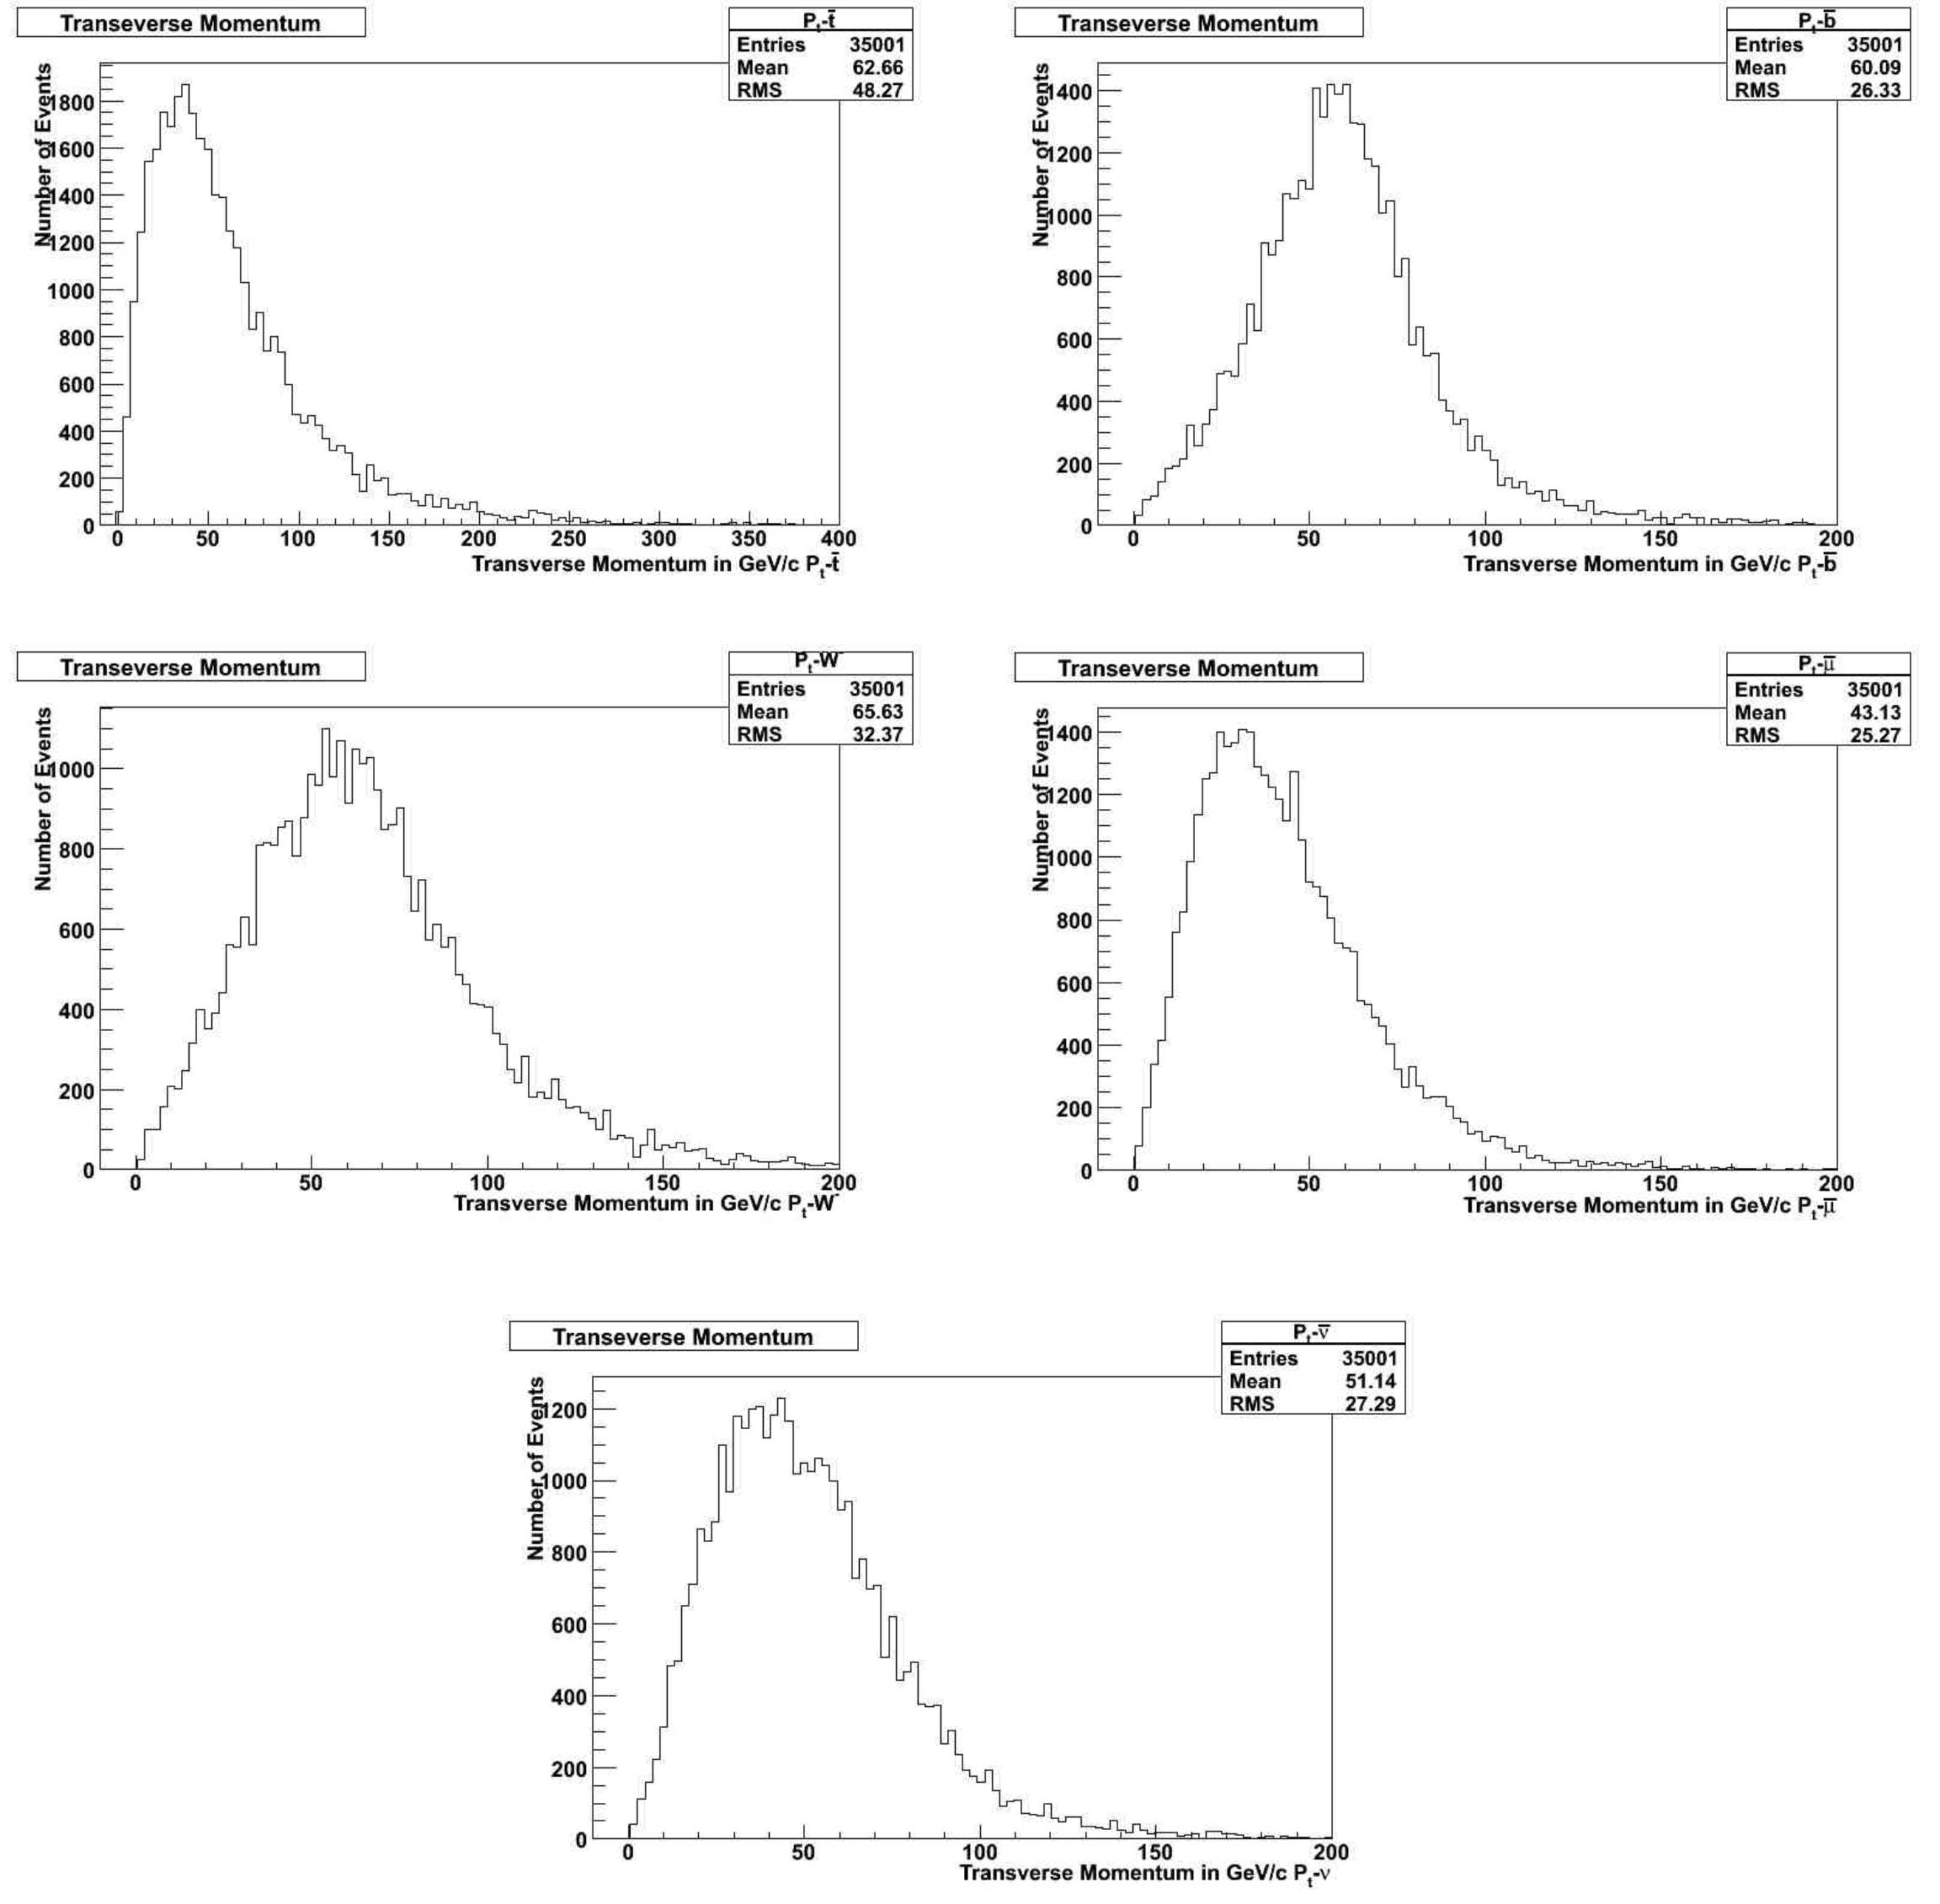 Transeverse Momentum
Pt-t̄
Entries 35001
Mean 62.66
RMS 48.27
Number of Events
1800
1600
1400
1200
1000
800
600
400
200
0
0 50 100 150 200 250 300 350 400
Transverse Momentum in GeV/c Pt-t̄
Transeverse Momentum
Pt-b̄
Entries 35001
Mean 60.09
RMS 26.33
Number of Events
1400
1200
1000
800
600
400
200
0
0 50 100 150 200
Transverse Momentum in GeV/c Pt-b̄
Transeverse Momentum
Pt-W-
Entries 35001
Mean 65.63
RMS 32.37
Number of Events
1000
800
600
400
200
0
0 50 100 150 200
Transverse Momentum in GeV/c Pt-W-
Transeverse Momentum
Pt-μ̄
Entries 35001
Mean 43.13
RMS 25.27
Number of Events
1400
1200
1000
800
600
400
200
0
0 50 100 150 200
Transverse Momentum in GeV/c Pt-μ̄
Transeverse Momentum
Pt-ν̄
Entries 35001
Mean 51.14
RMS 27.29
Number of Events
1200
1000
800
600
400
200
0
0 50 100 150 200
Transverse Momentum in GeV/c Pt-ν